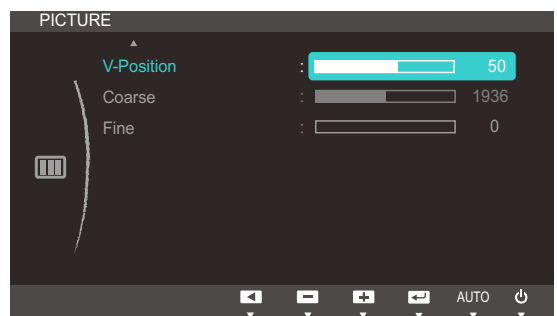 PICTURE
V-Position : 50
Coarse : 1936
Fine : 0
AUTO